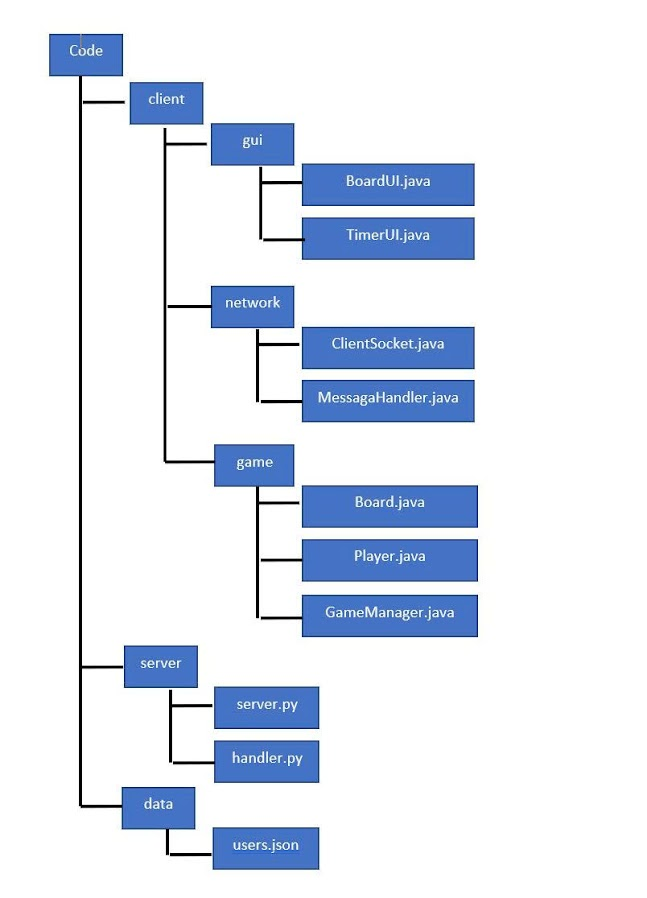 Code
client
gui
BoardUI.java
TimerUI.java
network
ClientSocket.java
MessagaHandler.java
game
Board.java
Player.java
GameManager.java
server
server.py
handler.py
data
users.json